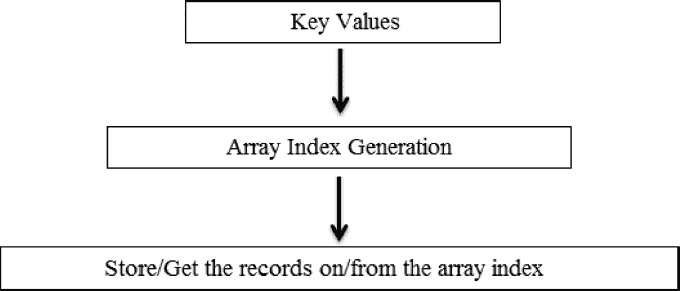 Key Values
Array Index Generation
Store/Get the records on/from the array index